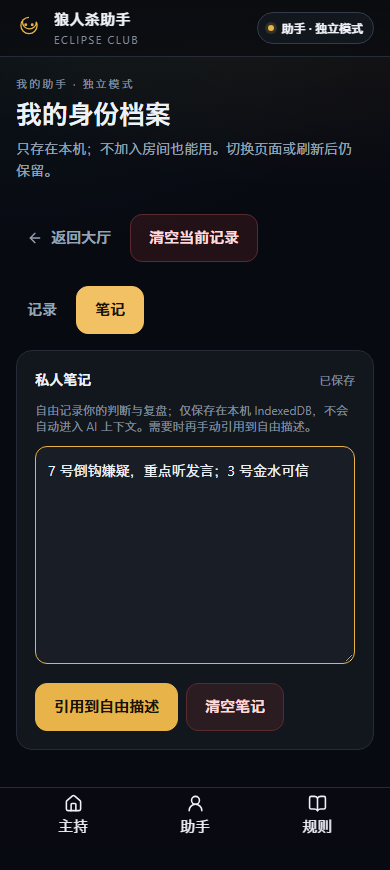 狼人杀助手
ECLIPSE CLUB
助手 · 独立模式
我的助手 · 独立模式
我的身份档案
只存在本机；不加入房间也能用。切换页面或刷新后仍
保留。
返回大厅
清空当前记录
记录
笔记
私人笔记
已保存
自由记录你的判断与复盘；仅保存在本机 IndexedDB，不会
自动进入 AI 上下文。需要时再手动引用到自由描述。
7 号倒钩嫌疑，重点听发言；3 号金水可信
引用到自由描述
清空笔记
主持
助手
规则